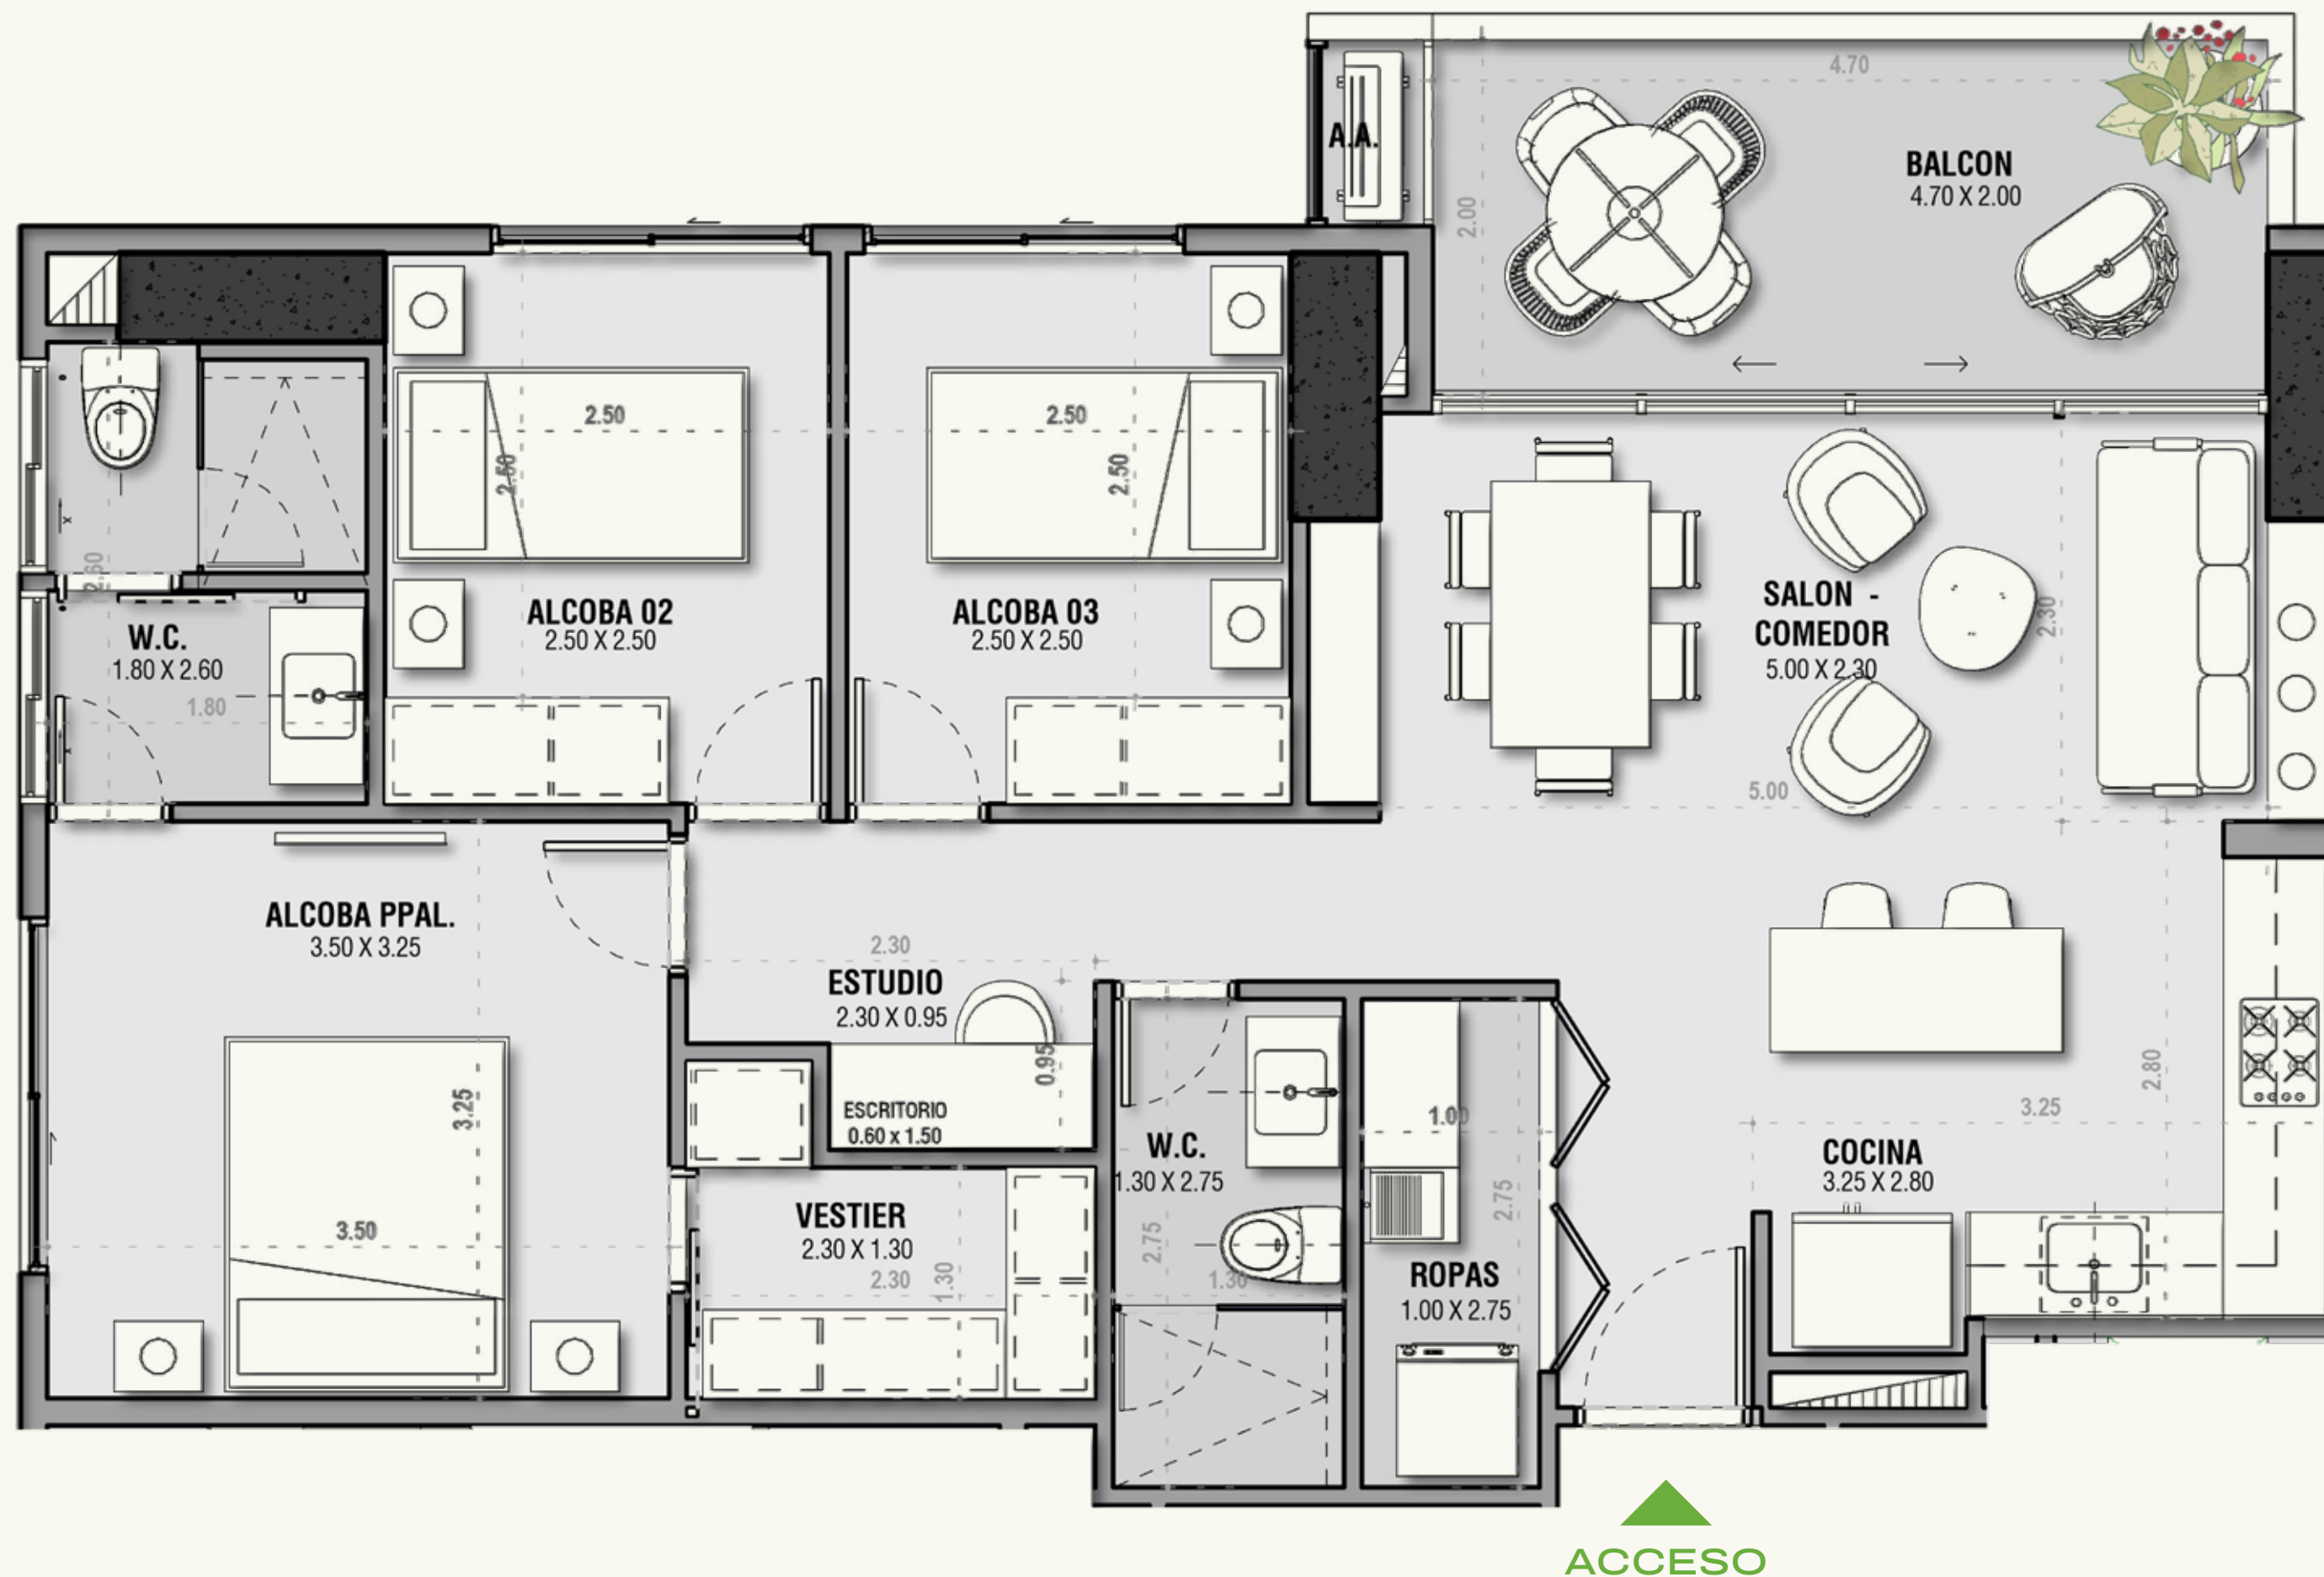 4.70
A.A.
BALCON
4.70 X 2.00
2.00
2.50
2.50
2.50
2.50
2.60
W.C.
1.80 X 2.60
1.80
ALCOBA 02
2.50 X 2.50
ALCOBA 03
2.50 X 2.50
SALON -
COMEDOR
5.00 X 2.30
2.30
5.00
ALCOBA PPAL.
3.50 X 3.25
3.25
3.50
2.30
ESTUDIO
2.30 X 0.95
0.95
ESCRITORIO
0.60 x 1.50
VESTIER
2.30 X 1.30
2.30
1.30
W.C.
1.30 X 2.75
2.75
1.30
1.00
2.75
ROPAS
1.00 X 2.75
2.80
3.25
COCINA
3.25 X 2.80
ACCESO